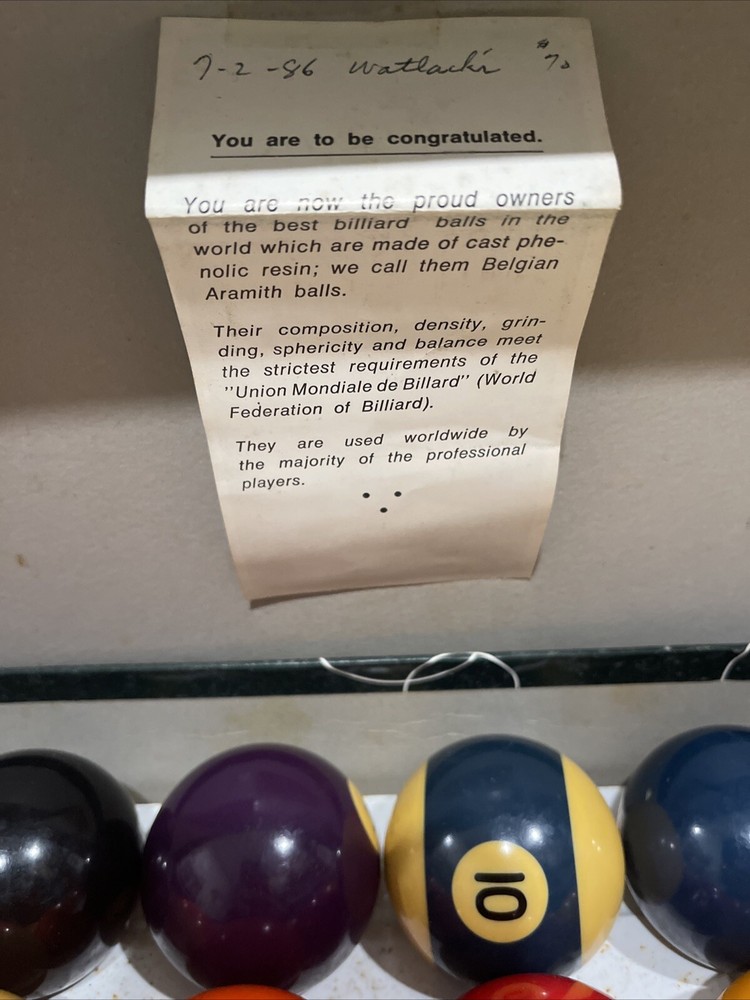 7-2-86 Watlack's $70
You are to be congratulated.
You are now the proud owners
of the best billiard balls in the
world which are made of cast phe-
nolic resin; we call them Belgian
Aramith balls.
Their composition, density, grin-
ding, sphericity and balance meet
the strictest requirements of the
"Union Mondiale de Billard" (World
Federation of Billiard).
They are used worldwide by
the majority of the professional
players.
10